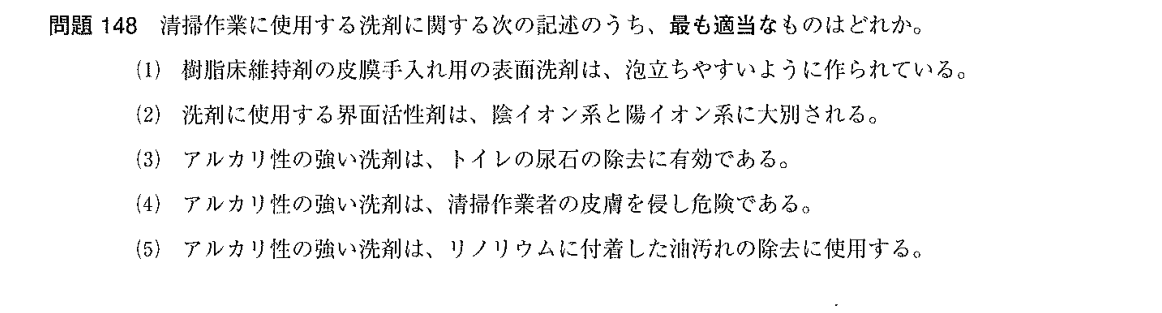 問題 148 清掃作業に使用する洗剤に関する次の記述のうち、最も適当なものはどれか。
(1) 樹脂床維持剤の皮膜手入れ用の表面洗剤は、泡立ちやすいように作られている。
(2) 洗剤に使用する界面活性剤は、陰イオン系と陽イオン系に大別される。
(3) アルカリ性の強い洗剤は、トイレの尿石の除去に有効である。
(4) アルカリ性の強い洗剤は、清掃作業者の皮膚を侵し危険である。
(5) アルカリ性の強い洗剤は、リノリウムに付着した油汚れの除去に使用する。